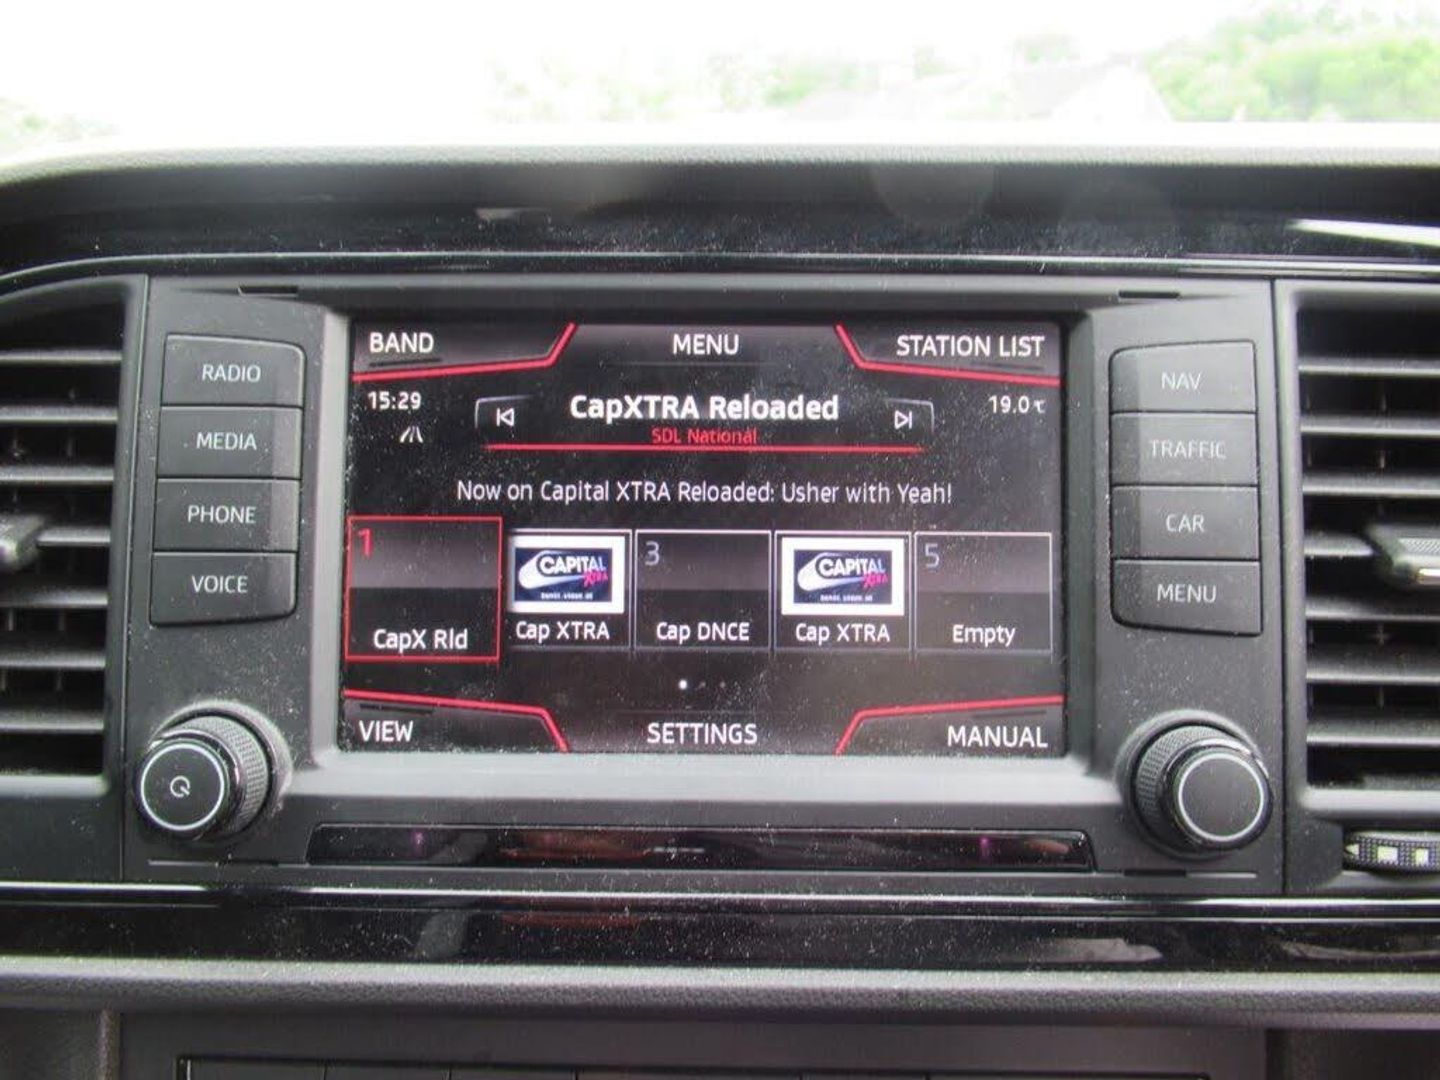 BAND MENU STATION LIST
15:29 CapXTRA Reloaded 19.0℃
SDL National
Now on Capital XTRA Reloaded: Usher with Yeah!
1 3 5
CAPITAL XTRA CAPITAL XTRA
CapX Rld Cap XTRA Cap DNCE Cap XTRA Empty
VIEW SETTINGS MANUAL
RADIO
MEDIA
PHONE
VOICE
NAV
TRAFFIC
CAR
MENU